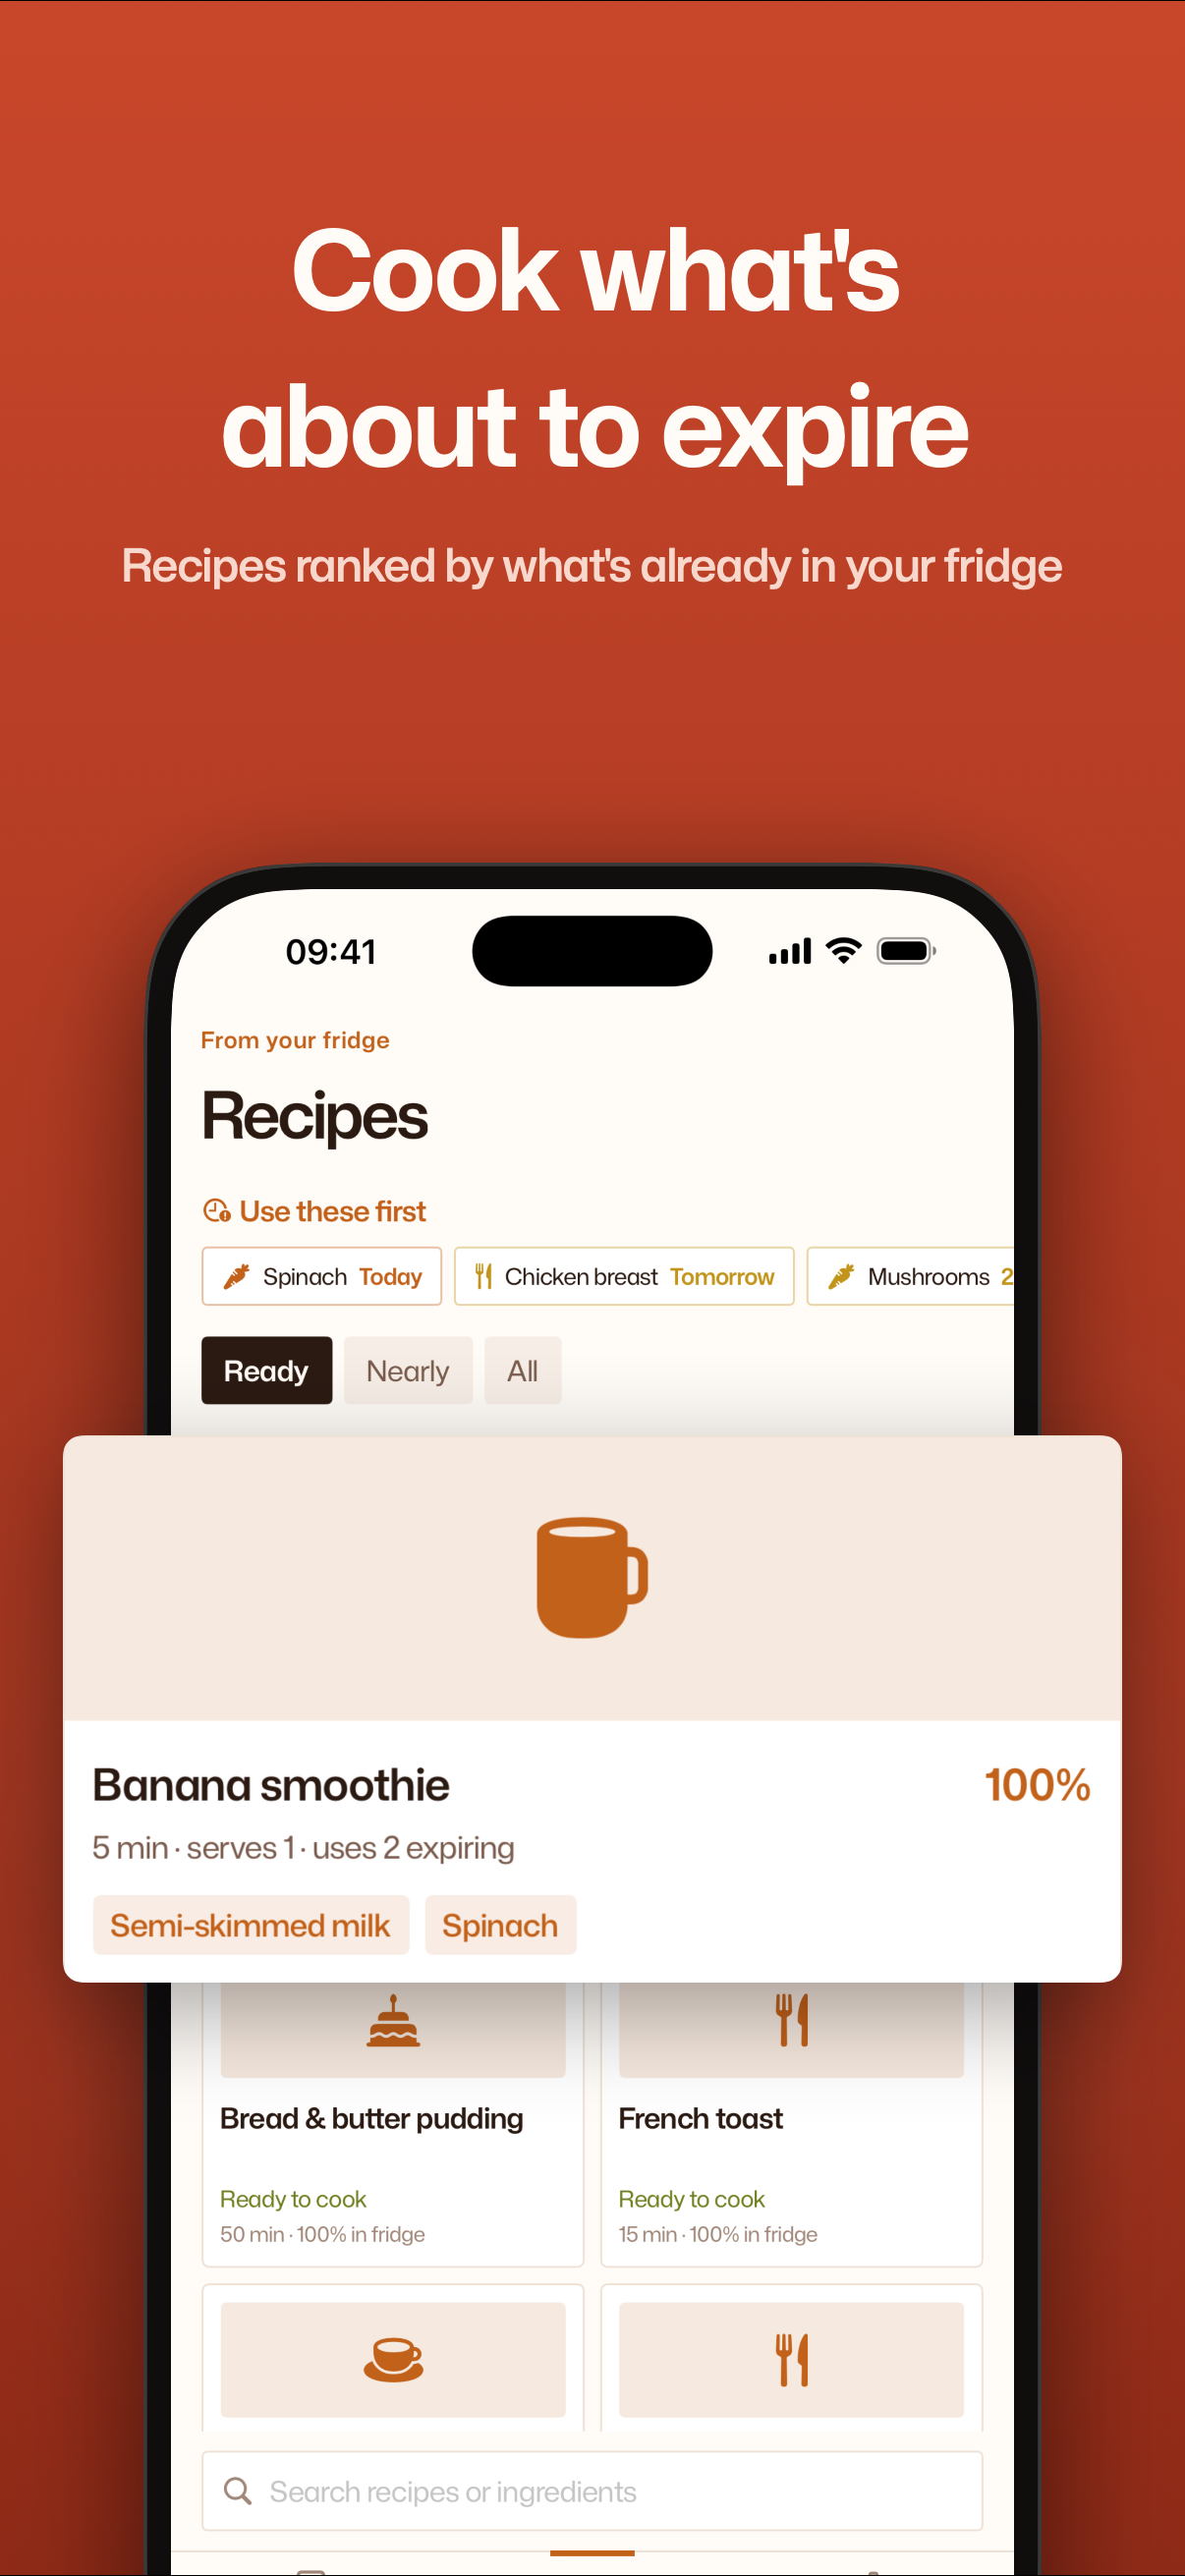 Cook what's
about to expire
Recipes ranked by what's already in your fridge
09:41
From your fridge
Recipes
Use these first
Spinach Today
Chicken breast Tomorrow
Mushrooms 2
Ready
Nearly
All
Banana smoothie
100%
5 min · serves 1 · uses 2 expiring
Semi-skimmed milk
Spinach
Bread & butter pudding
French toast
Ready to cook
Ready to cook
50 min · 100% in fridge
15 min · 100% in fridge
Search recipes or ingredients